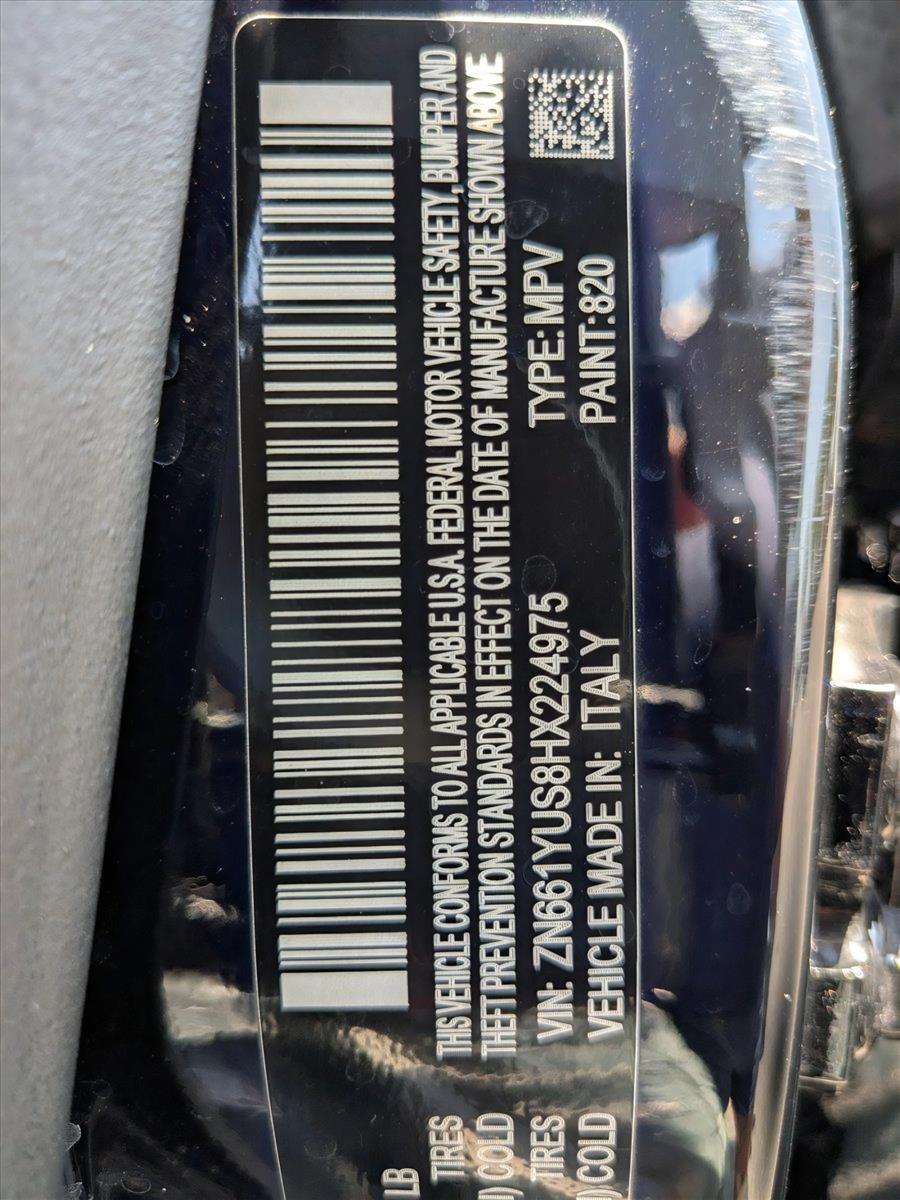 THIS VEHICLE CONFORMS TO ALL APPLICABLE U.S.A. FEDERAL MOTOR VEHICLE SAFETY, BUMPER AND
THEFT PREVENTION STANDARDS IN EFFECT ON THE DATE OF MANUFACTURE SHOWN ABOVE
VIN: ZN661YUS8HX224975 TYPE: MPV
VEHICLE MADE IN: ITALY PAINT: 820
LB
TIRES
) COLD
TIRES
) COLD